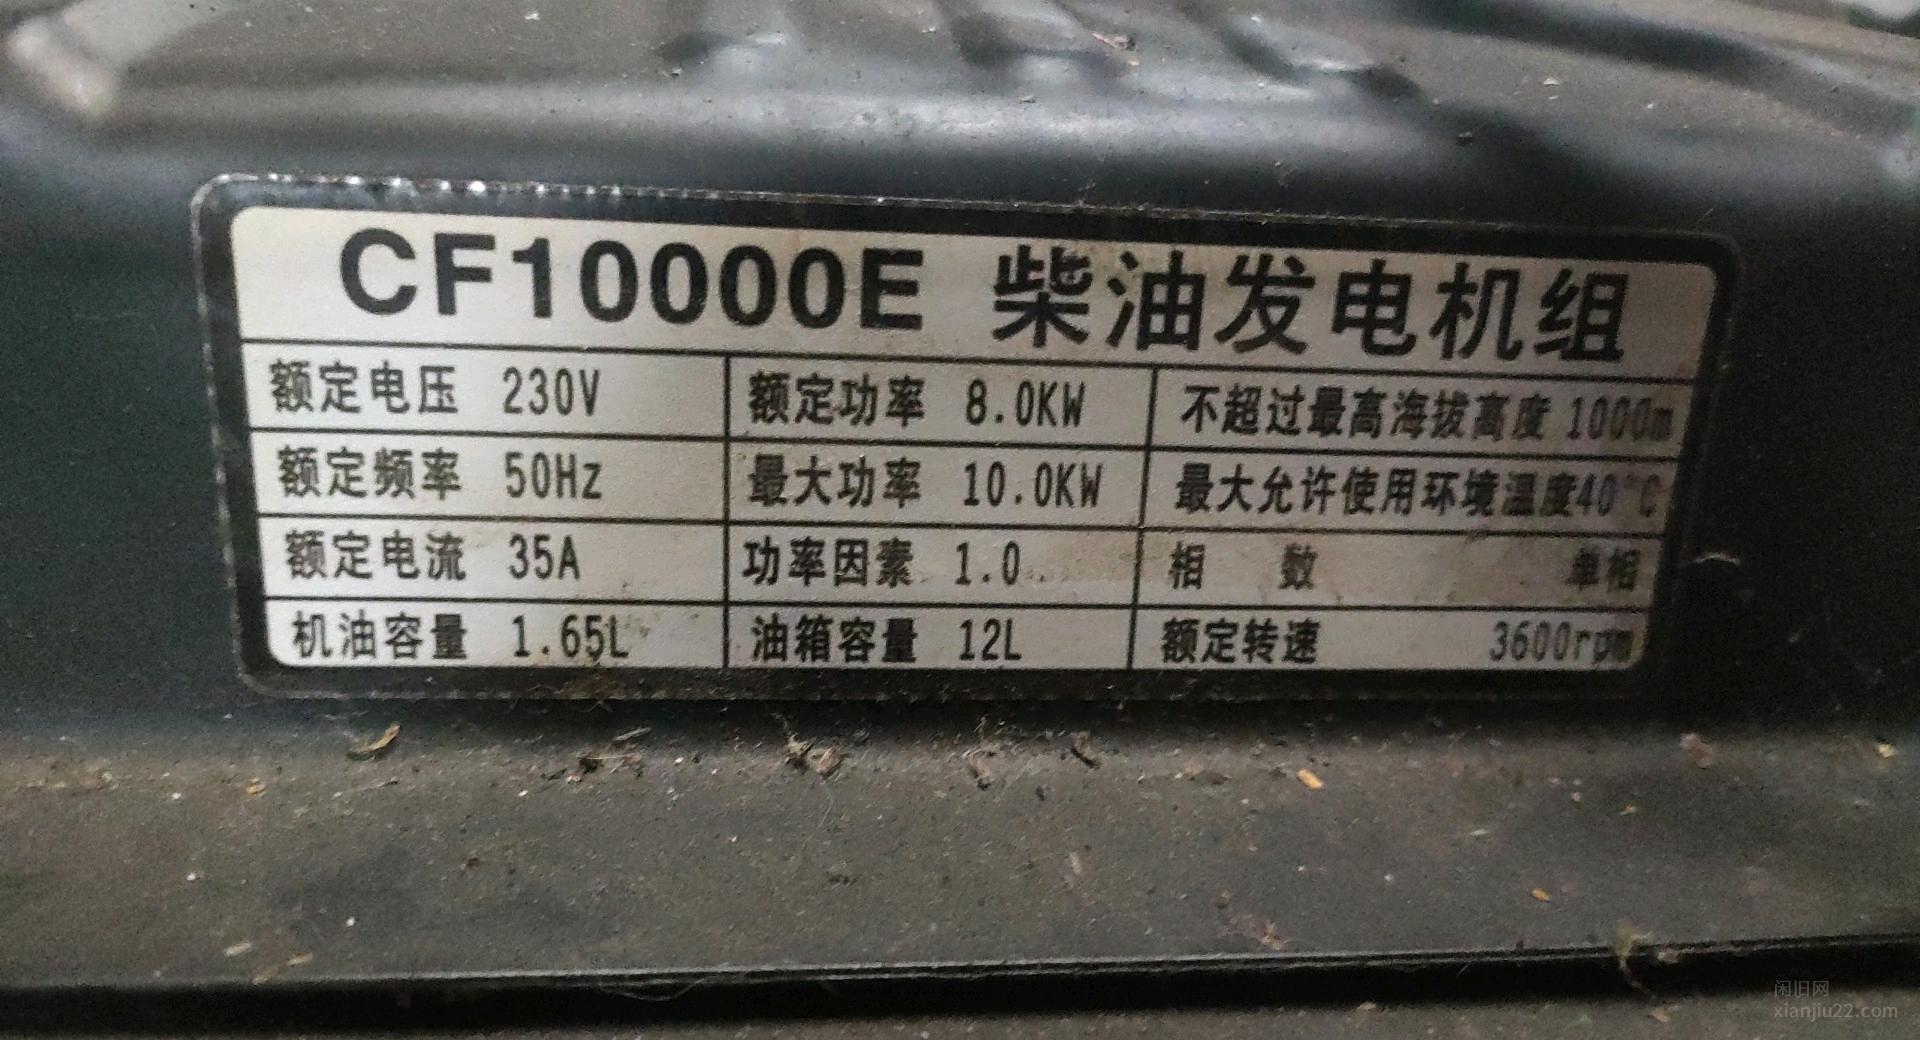 CF10000E 柴油发电机组
额定电压 230V 额定功率 8.0KW 不超过最高海拔高度 1000m
额定频率 50Hz 最大功率 10.0KW 最大允许使用环境温度40℃
额定电流 35A 功率因素 1.0 相 数 单相
机油容量 1.65L 油箱容量 12L 额定转速 3600rpm
闲旧网
xianjiu22.com